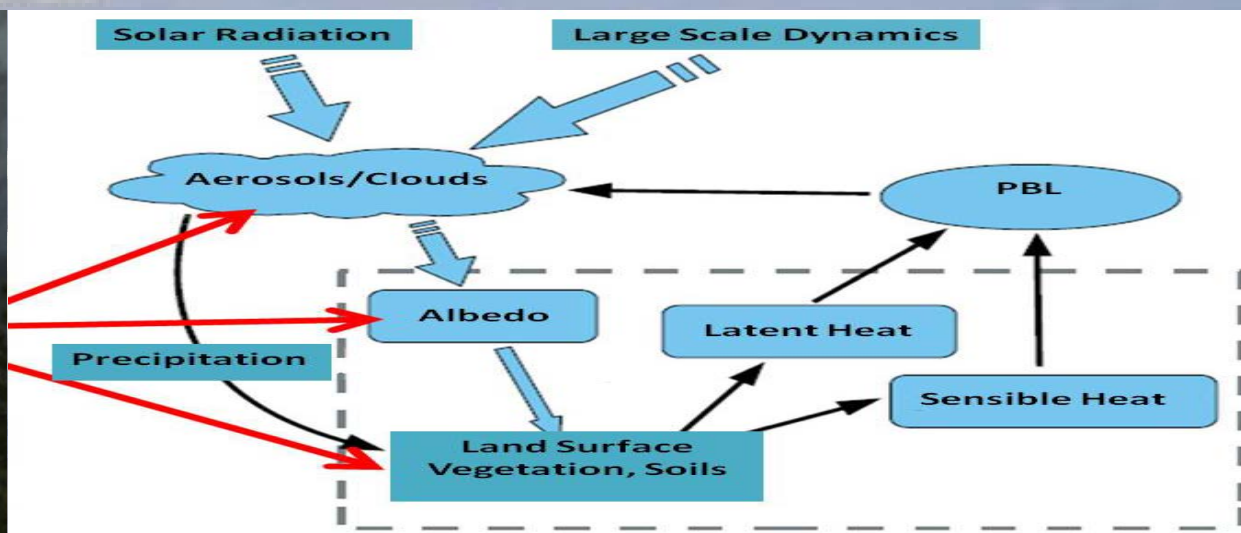 Solar Radiation
Large Scale Dynamics
Aerosols/Clouds
PBL
Albedo
Latent Heat
Precipitation
Sensible Heat
Land Surface
Vegetation, Soils